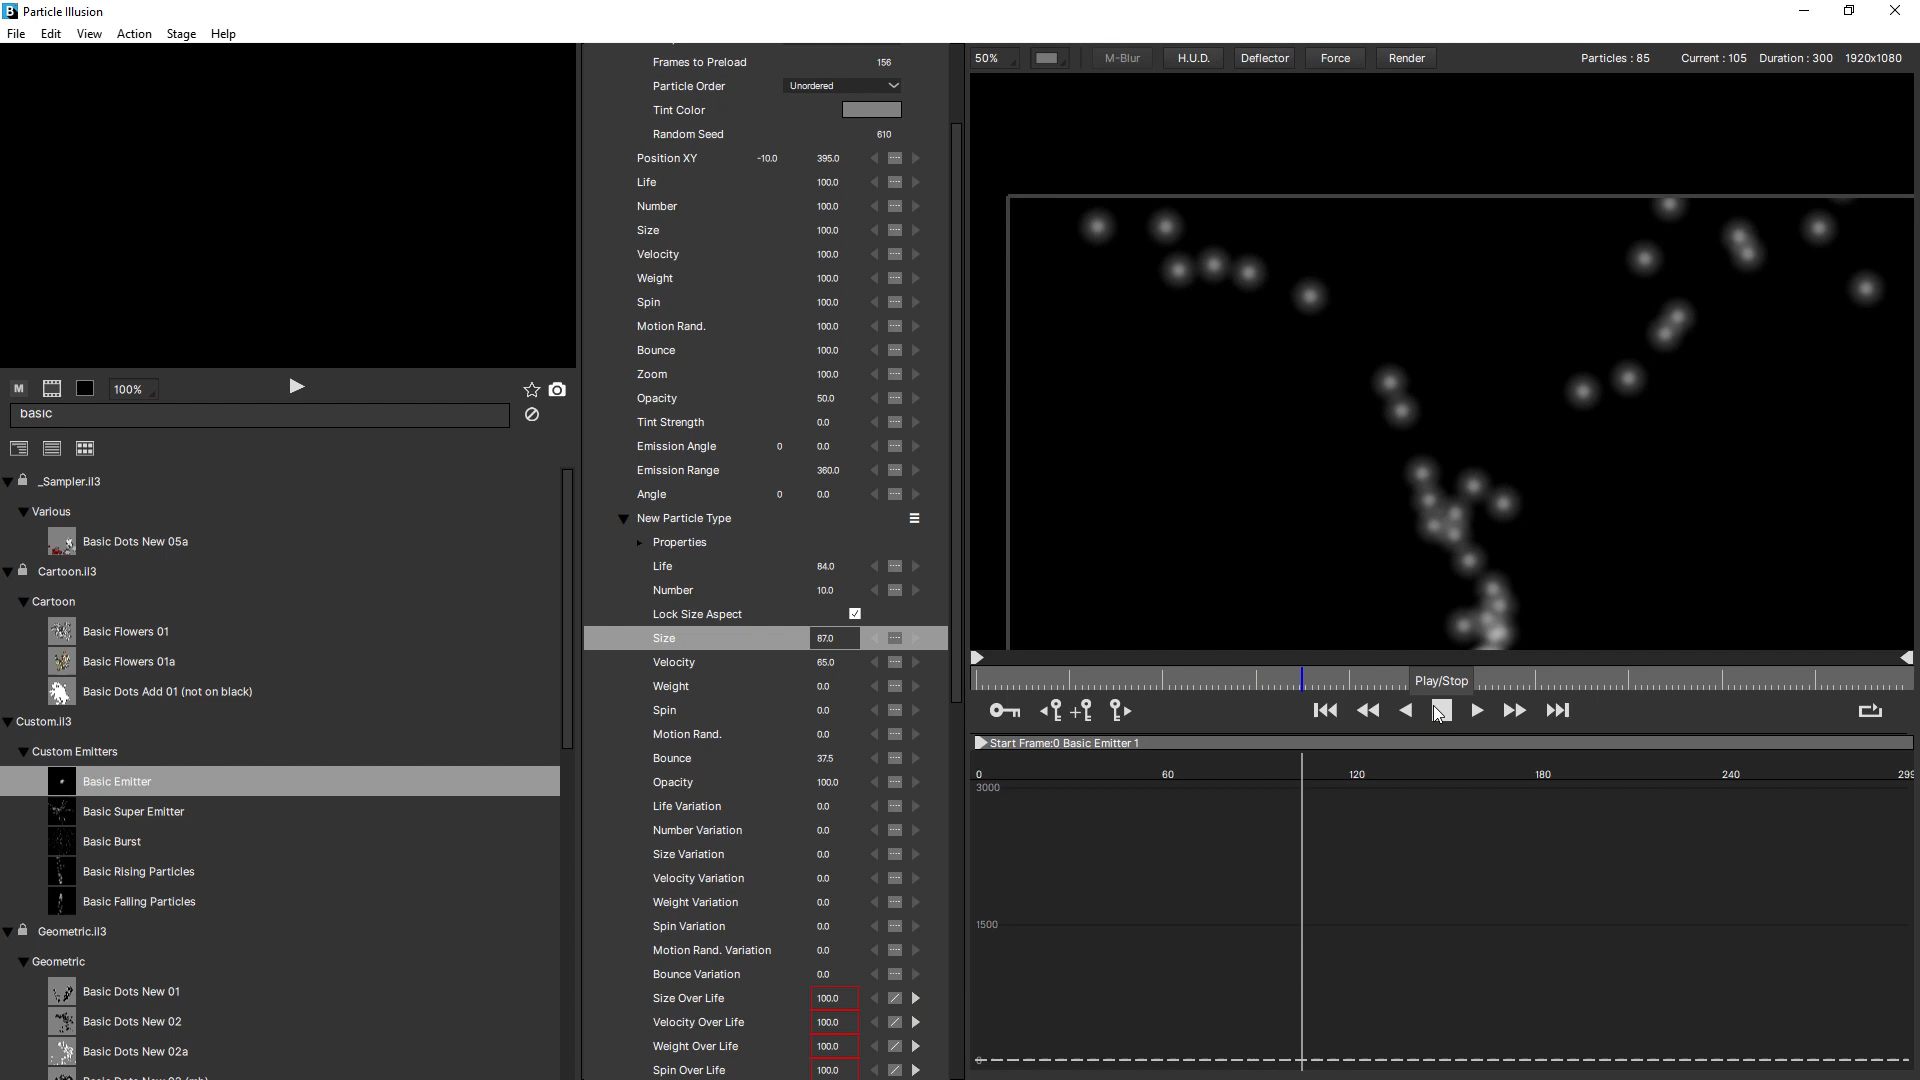 Particle Illusion
File Edit View Action Stage Help
M 100%
basic
_Sampler.il3
Various
Basic Dots New 05a
Cartoon.il3
Cartoon
Basic Flowers 01
Basic Flowers 01a
Basic Dots Add 01 (not on black)
Custom.il3
Custom Emitters
Basic Emitter
Basic Super Emitter
Basic Burst
Basic Rising Particles
Basic Falling Particles
Geometric.il3
Geometric
Basic Dots New 01
Basic Dots New 02
Basic Dots New 02a
Frames to Preload 156
Particle Order Unordered
Tint Color
Random Seed 610
Position XY -10.0 395.0
Life 100.0
Number 100.0
Size 100.0
Velocity 100.0
Weight 100.0
Spin 100.0
Motion Rand. 100.0
Bounce 100.0
Zoom 100.0
Opacity 50.0
Tint Strength 0.0
Emission Angle 0 0.0
Emission Range 360.0
Angle 0 0.0
New Particle Type
Properties
Life 84.0
Number 10.0
Lock Size Aspect
Size 87.0
Velocity 65.0
Weight 0.0
Spin 0.0
Motion Rand. 0.0
Bounce 37.5
Opacity 100.0
Life Variation 0.0
Number Variation 0.0
Size Variation 0.0
Velocity Variation 0.0
Weight Variation 0.0
Spin Variation 0.0
Motion Rand. Variation 0.0
Bounce Variation 0.0
Size Over Life 100.0
Velocity Over Life 100.0
Weight Over Life 100.0
Spin Over Life 100.0
50% M-Blur H.U.D. Deflector Force Render Particles : 85 Current : 105 Duration : 300 1920x1080
Play/Stop
Start Frame:0 Basic Emitter 1
0 60 120 180 240 299
3000
1500
0